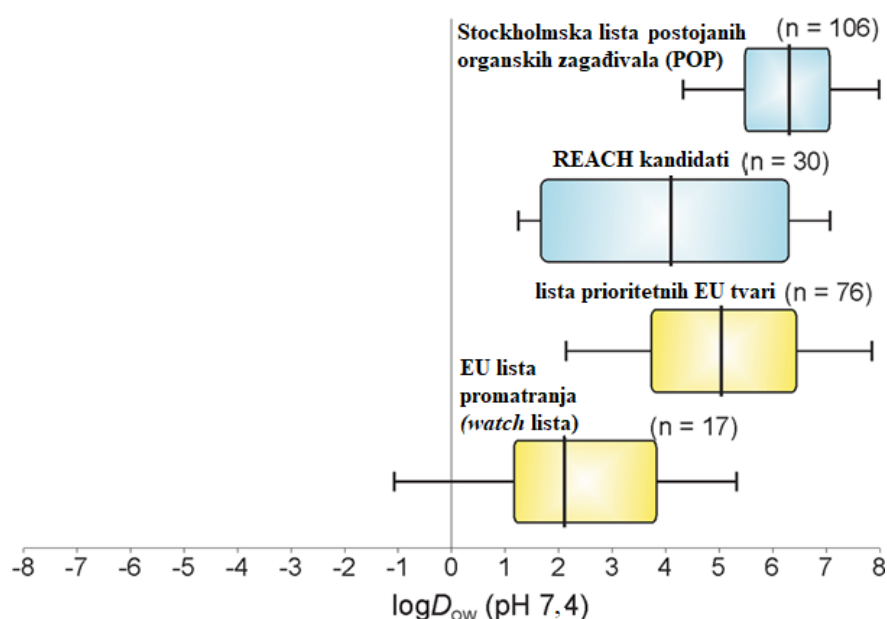 Stockholmska lista postojanih
organskih zagađivala (POP)
(n = 106)
REACH kandidati (n = 30)
lista prioritetnih EU tvari (n = 76)
EU lista
promatranja
(watch lista)
(n = 17)
-8 -7 -6 -5 -4 -3 -2 -1 0 1 2 3 4 5 6 7 8
logDow (pH 7,4)